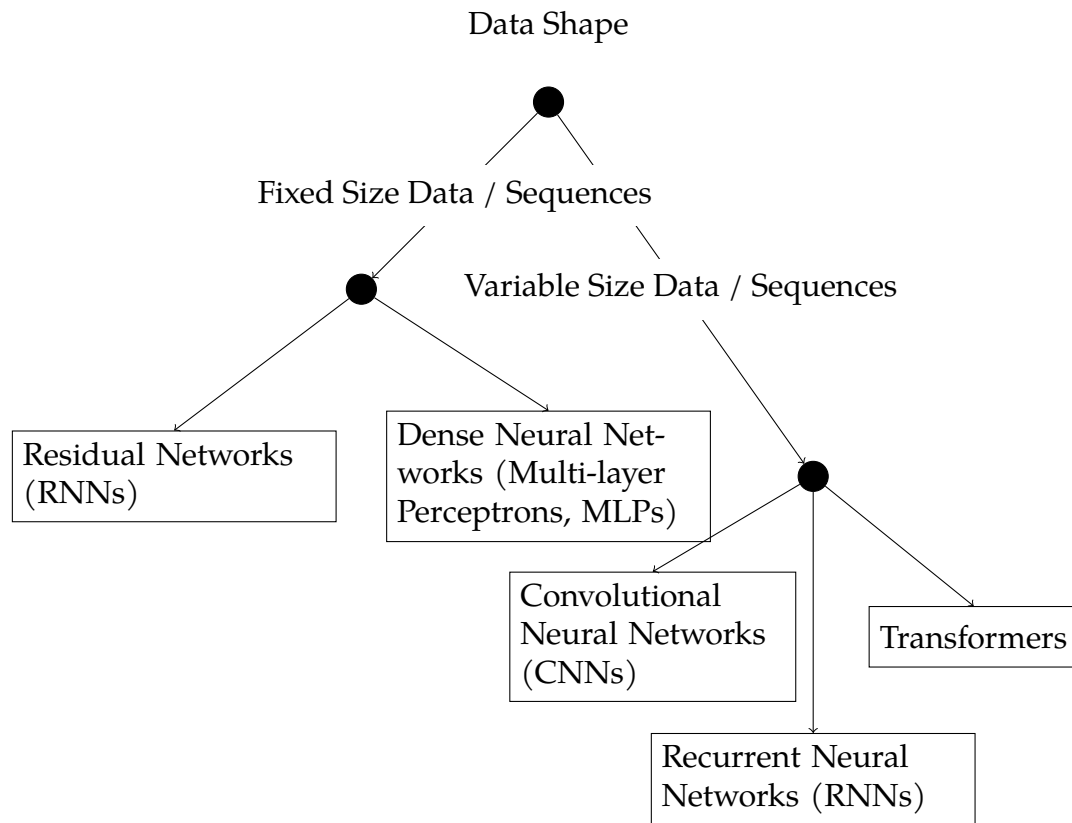 Data Shape
Fixed Size Data / Sequences
Variable Size Data / Sequences
Residual Networks
(RNNs)
Dense Neural Net-
works (Multi-layer
Perceptrons, MLPs)
Convolutional
Neural Networks
(CNNs)
Transformers
Recurrent Neural
Networks (RNNs)